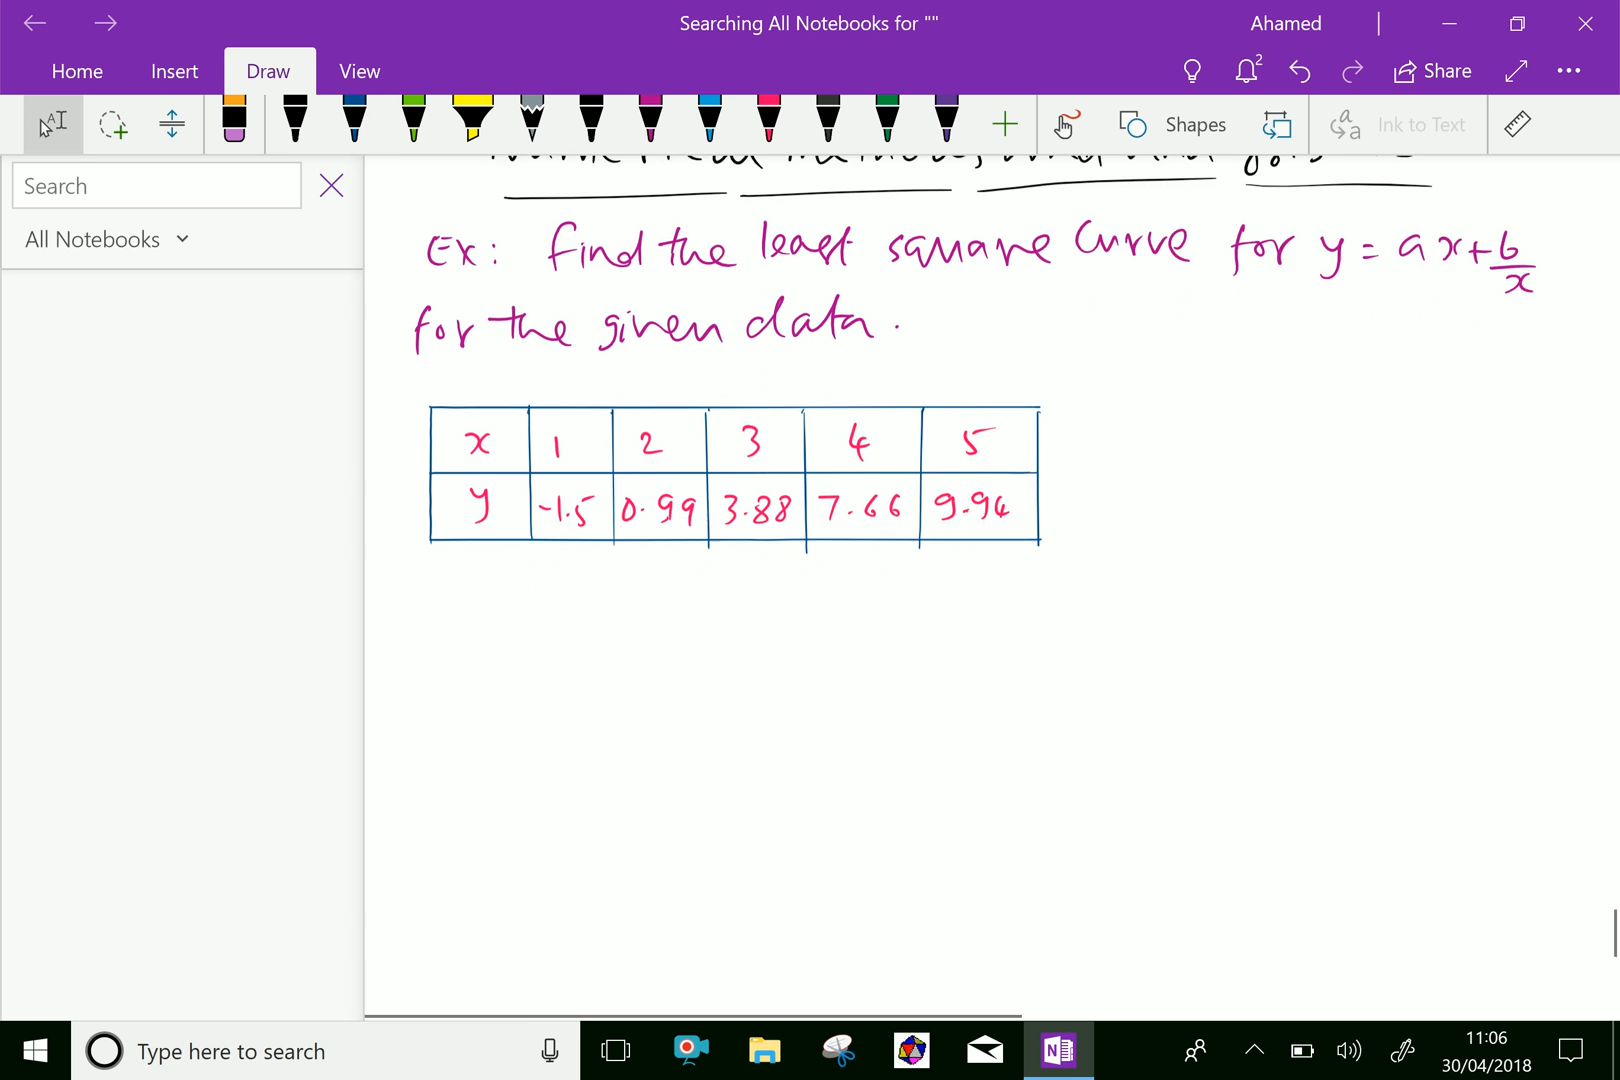 Searching All Notebooks for ""
Ahamed
Home Insert Draw View
2
Share
Shapes
Ink to Text
Search
All Notebooks
Ex: find the least square curve for y = ax + b/x
for the given data.
x 1 2 3 4 5
y -1.5 0.99 3.88 7.66 9.94
Type here to search
N
11:06
30/04/2018